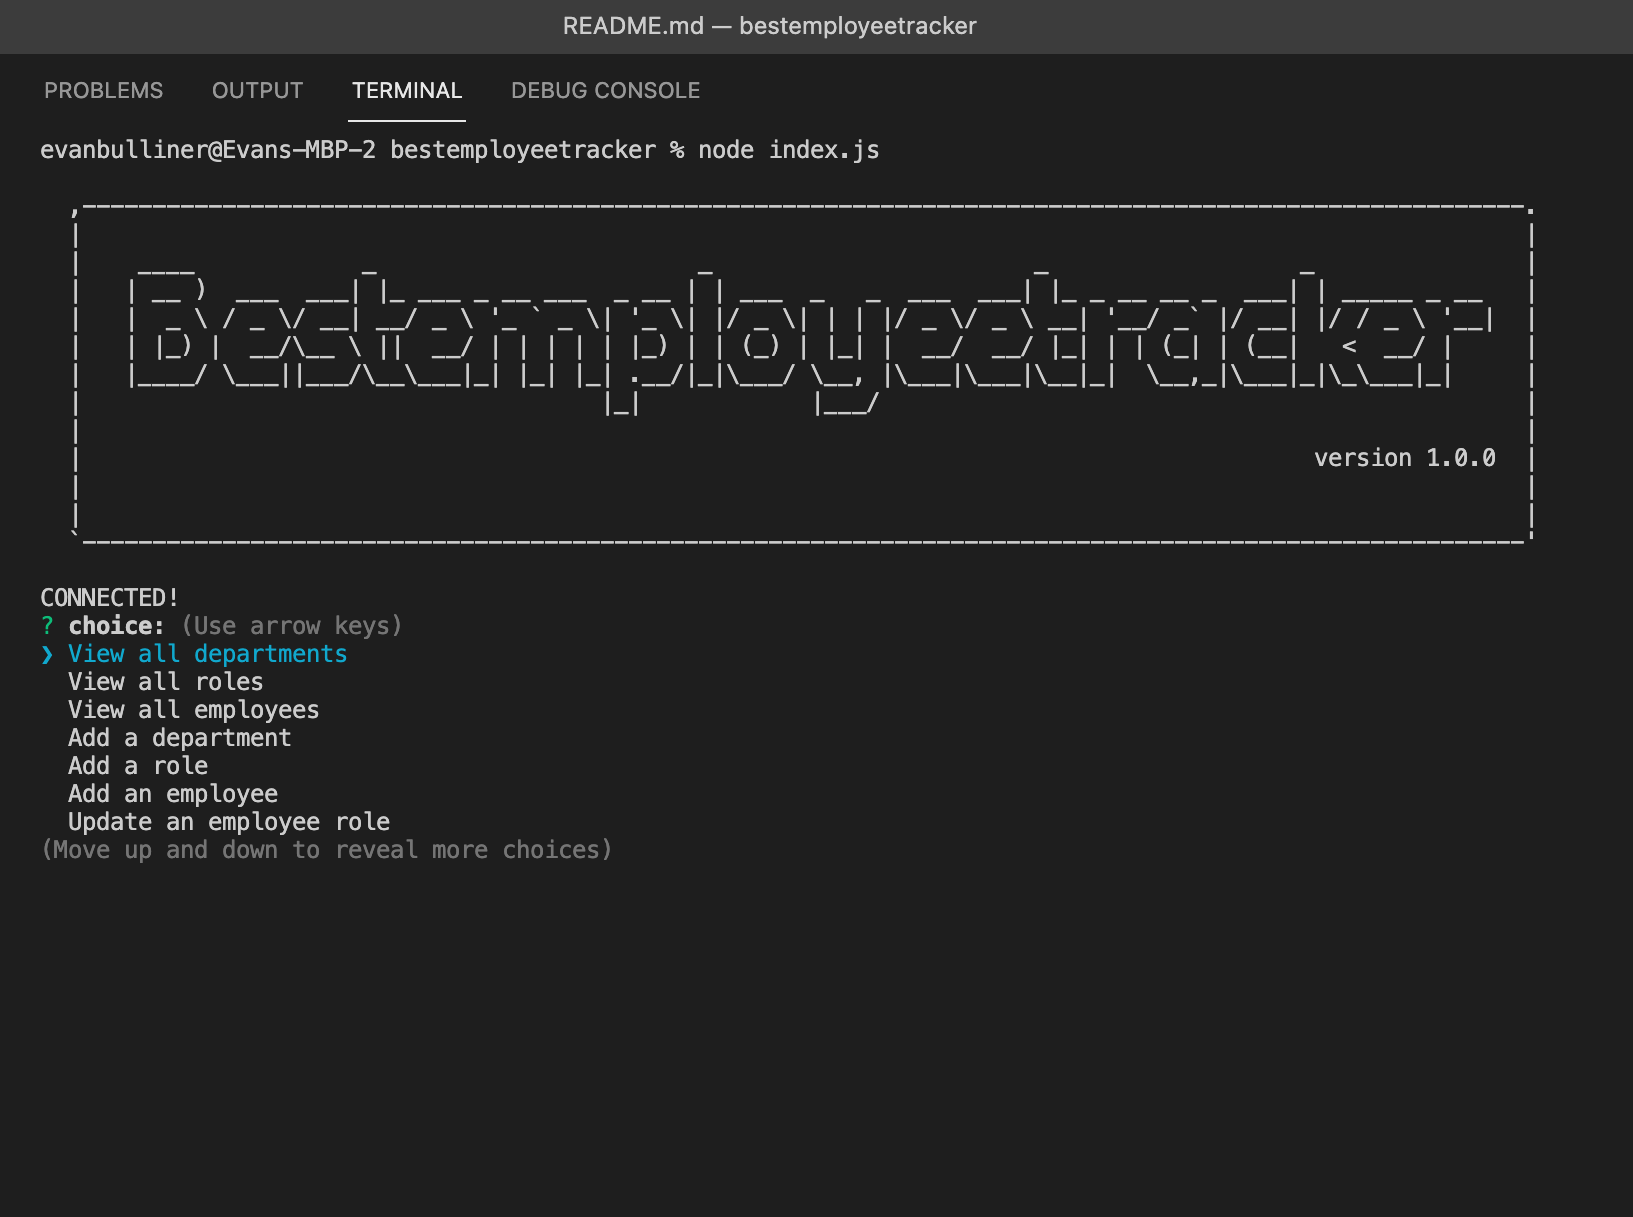 README.md — bestemployeetracker
PROBLEMS OUTPUT TERMINAL DEBUG CONSOLE
evanbulliner@Evans-MBP-2 bestemployeetracker % node index.js
Bestemployeetracker
version 1.0.0
CONNECTED!
? choice: (Use arrow keys)
❯ View all departments
View all roles
View all employees
Add a department
Add a role
Add an employee
Update an employee role
(Move up and down to reveal more choices)